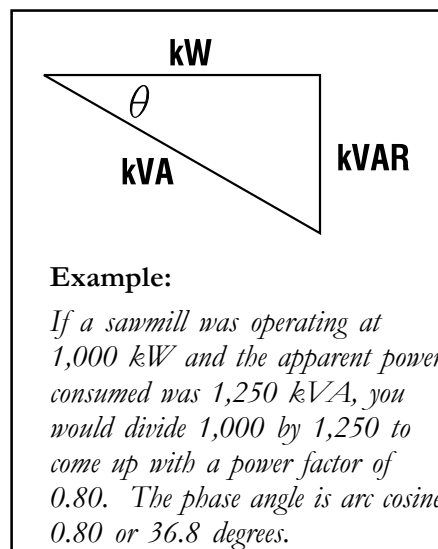 kW
θ
kVA
kVAR
Example:
If a sawmill was operating at
1,000 kW and the apparent power
consumed was 1,250 kVA, you
would divide 1,000 by 1,250 to
come up with a power factor of
0.80. The phase angle is arc cosine
0.80 or 36.8 degrees.